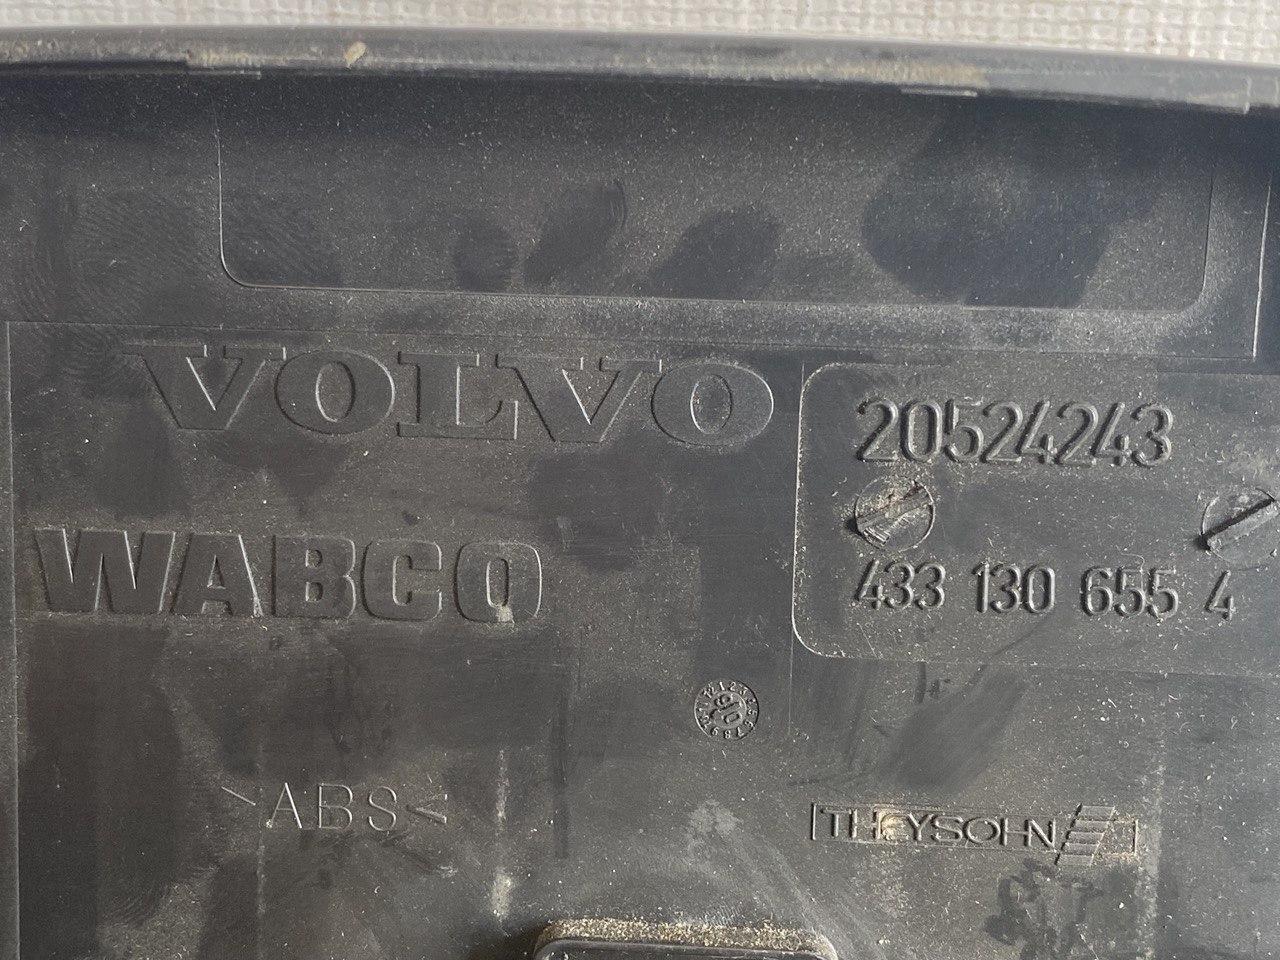 VOLVO
20524243
WABCO
433 130 655 4
>ABS<
THEYSOHN